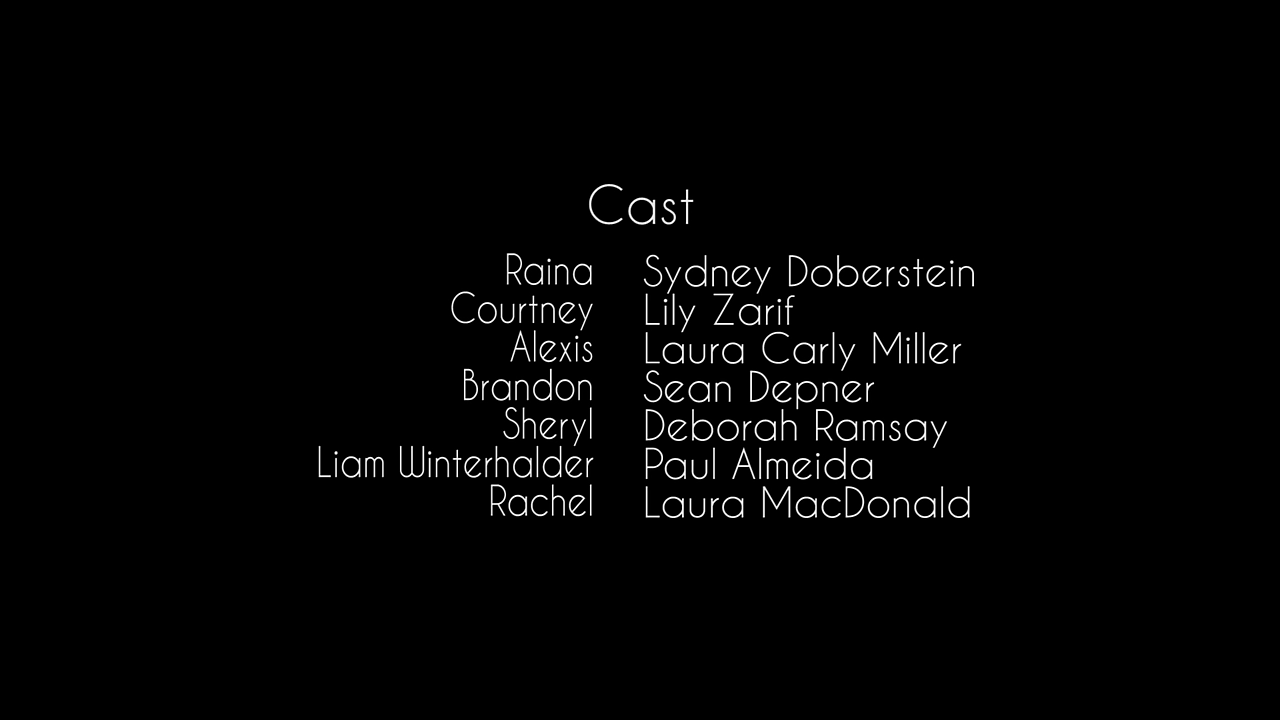 Cast
Raina Sydney Doberstein
Courtney Lily Zarif
Alexis Laura Carly Miller
Brandon Sean Depner
Sheryl Deborah Ramsay
Liam Winterhalder Paul Almeida
Rachel Laura MacDonald